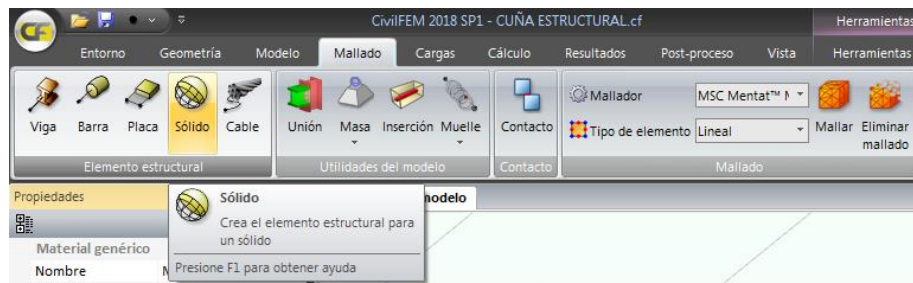 CF
CivilFEM 2018 SP1 - CUÑA ESTRUCTURAL.cf
Herramientas
Entorno Geometría Modelo Mallado Cargas Cálculo Resultados Post-proceso Vista Herramientas
Viga Barra Placa Sólido Cable Unión Masa Inserción Muelle Contacto
Mallador MSC Mentat™
Tipo de elemento Lineal
Mallar Eliminar
mallado
Elemento estructural Utilidades del modelo Contacto Mallado
Propiedades
modelo
Sólido
Crea el elemento estructural para
un sólido
Presione F1 para obtener ayuda
Material genérico
Nombre